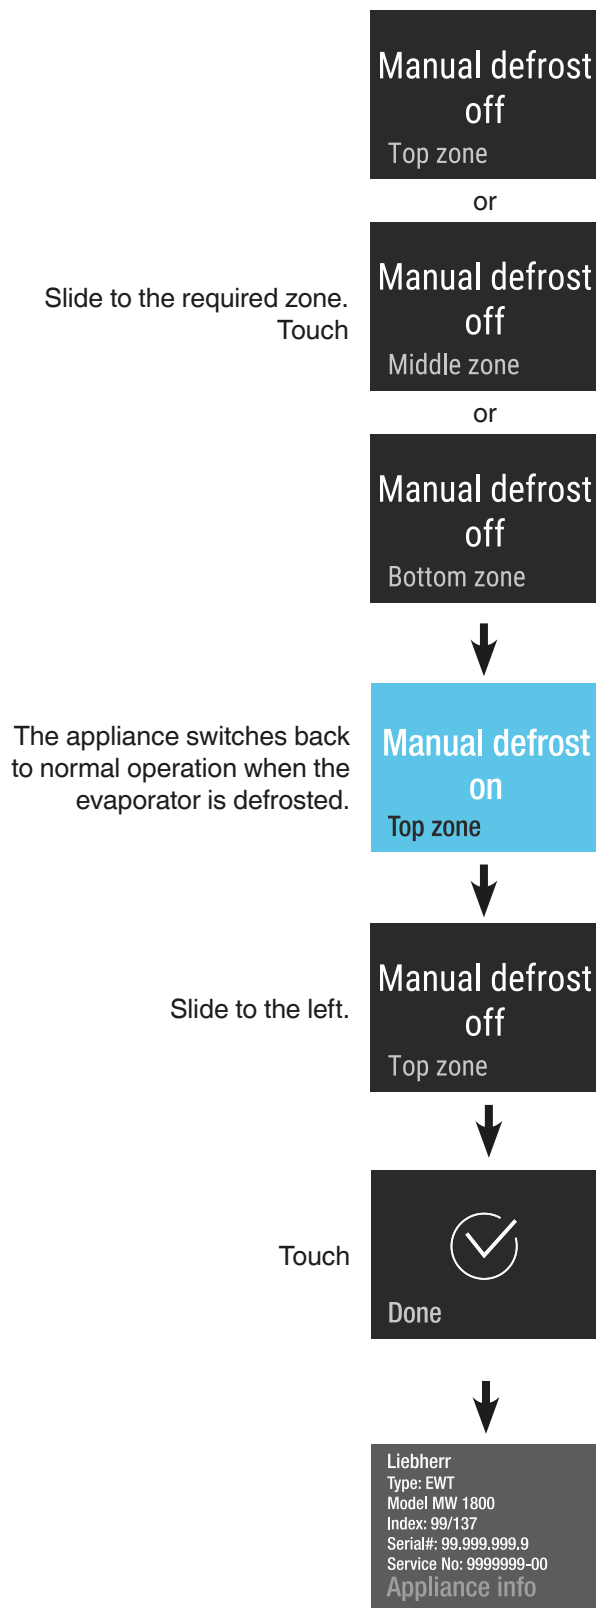 Manual defrost
off
Top zone
or
Slide to the required zone.
Touch
Manual defrost
off
Middle zone
or
Manual defrost
off
Bottom zone
The appliance switches back
to normal operation when the
evaporator is defrosted.
Manual defrost
on
Top zone
Slide to the left.
Manual defrost
off
Top zone
Touch
Done
Liebherr
Type: EWT
Model MW 1800
Index: 99/137
Serial#: 99.999.999.9
Service No: 9999999-00
Appliance info